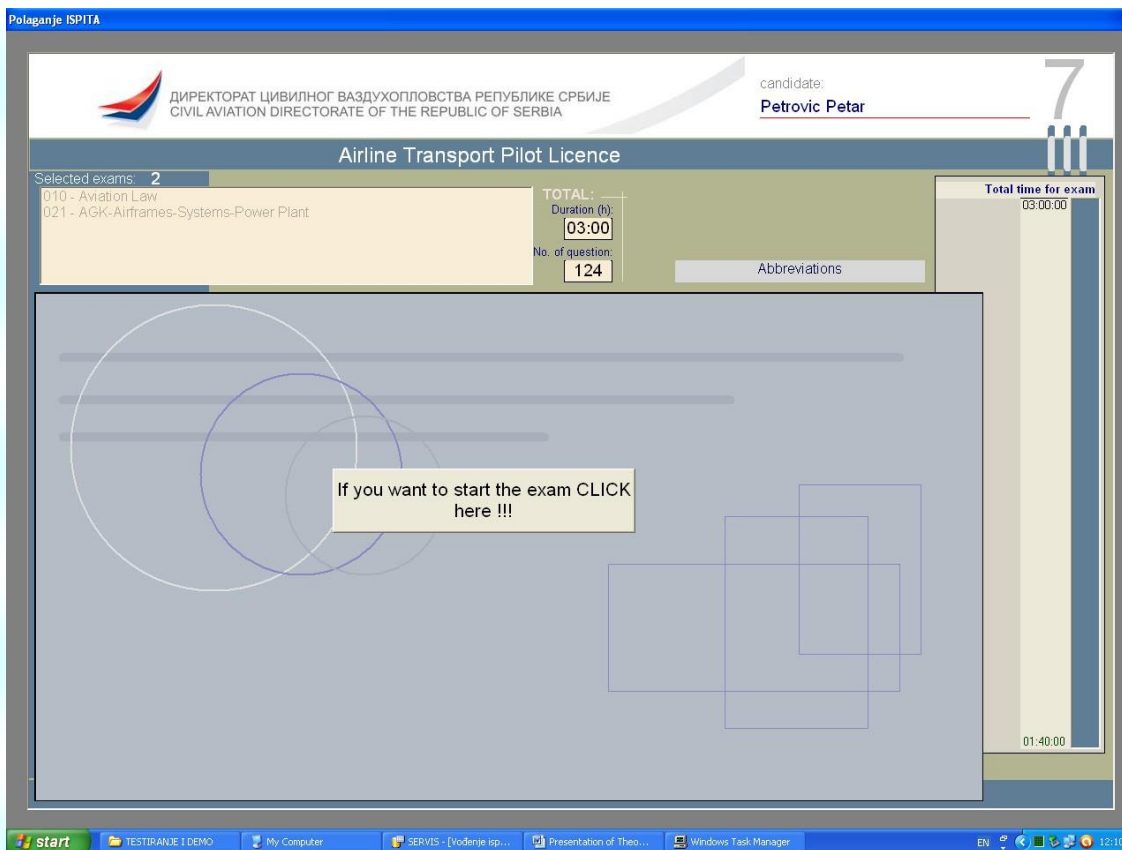 Polaganje ISPITA
ДИРЕКТОРАТ ЦИВИЛНОГ ВАЗДУХОПЛОВСТВА РЕПУБЛИКЕ СРБИЈЕ
CIVIL AVIATION DIRECTORATE OF THE REPUBLIC OF SERBIA
candidate:
Petrovic Petar
7
Airline Transport Pilot Licence
Selected exams: 2
010 - Aviation Law
021 - AGK-Airframes-Systems-Power Plant
TOTAL:
Duration (h):
03:00
No. of question:
124
Abbreviations
Total time for exam
03:00:00
If you want to start the exam CLICK
here !!!
01:40:00
start
TESTIRANJE I DEMO
My Computer
SERVIS - [Vođenje isp...
Presentation of Theo...
Windows Task Manager
EN
12:10